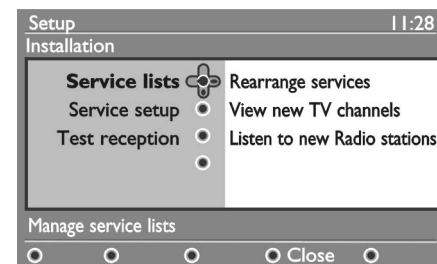 Setup 11:28
Installation
Service lists Rearrange services
Service setup View new TV channels
Test reception Listen to new Radio stations
Manage service lists
Close